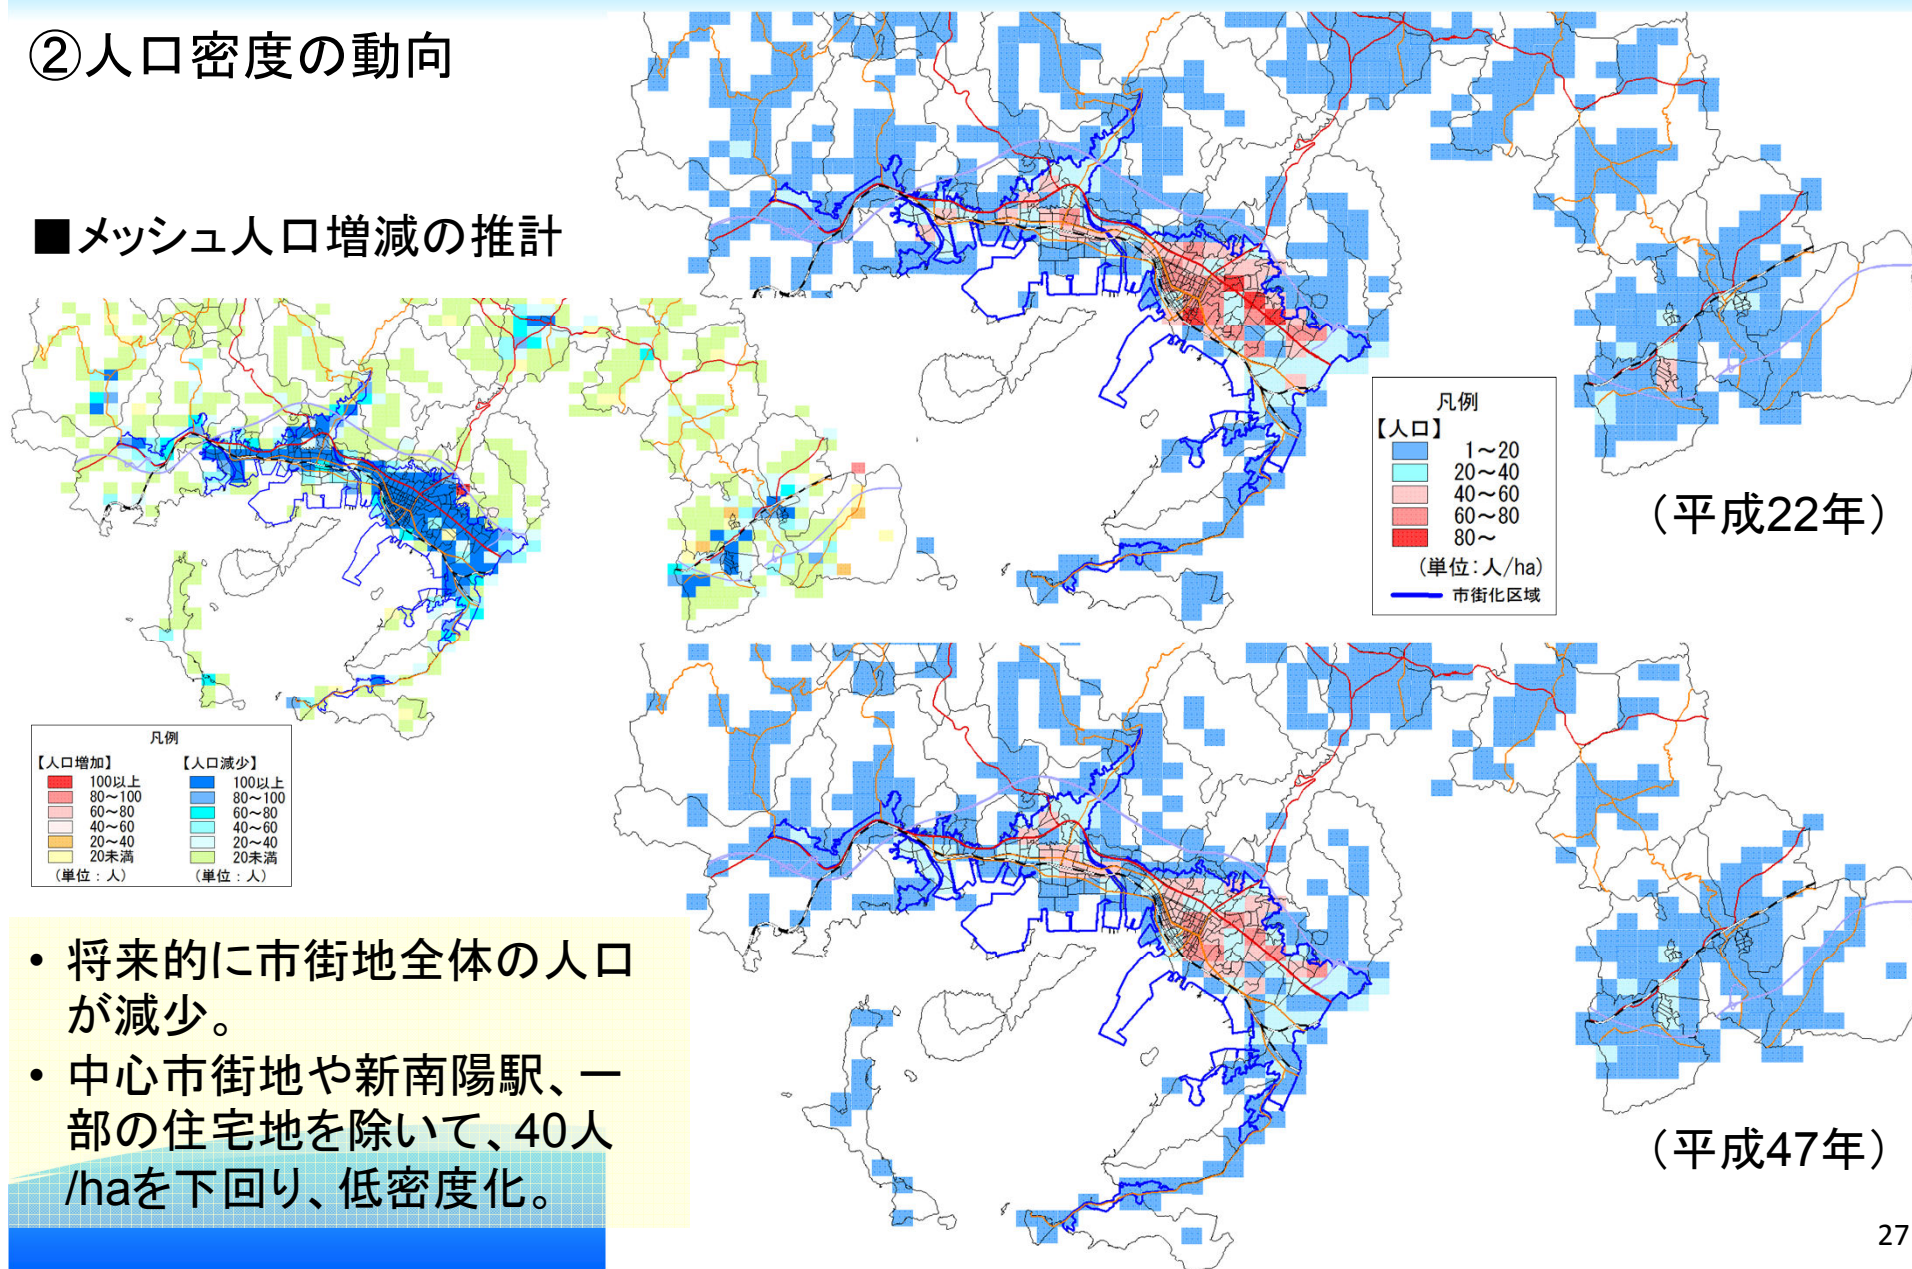 ②人口密度の動向
■メッシュ人口増減の推計
凡例
【人口】
1～20
20～40
40～60
60～80
80～
(単位：人/ha)
市街化区域
（平成22年）
凡例
【人口増加】
100以上
80～100
60～80
40～60
20～40
20未満
(単位：人)
【人口減少】
100以上
80～100
60～80
40～60
20～40
20未満
(単位：人)
• 将来的に市街地全体の人口
が減少。
• 中心市街地や新南陽駅、一
部の住宅地を除いて、40人
/haを下回り、低密度化。
（平成47年）
27